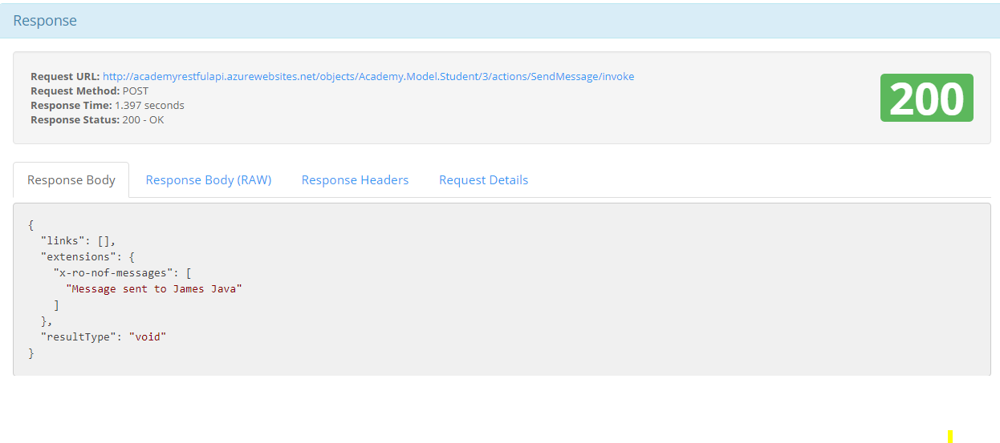 Response
Request URL: http://academyrestfulapi.azurewebsites.net/objects/Academy.Model.Student/3/actions/SendMessage/invoke
Request Method: POST
Response Time: 1.397 seconds
Response Status: 200 - OK
200
Response Body Response Body (RAW) Response Headers Request Details
{
  "links": [],
  "extensions": {
    "x-ro-nof-messages": [
      "Message sent to James Java"
    ]
  },
  "resultType": "void"
}